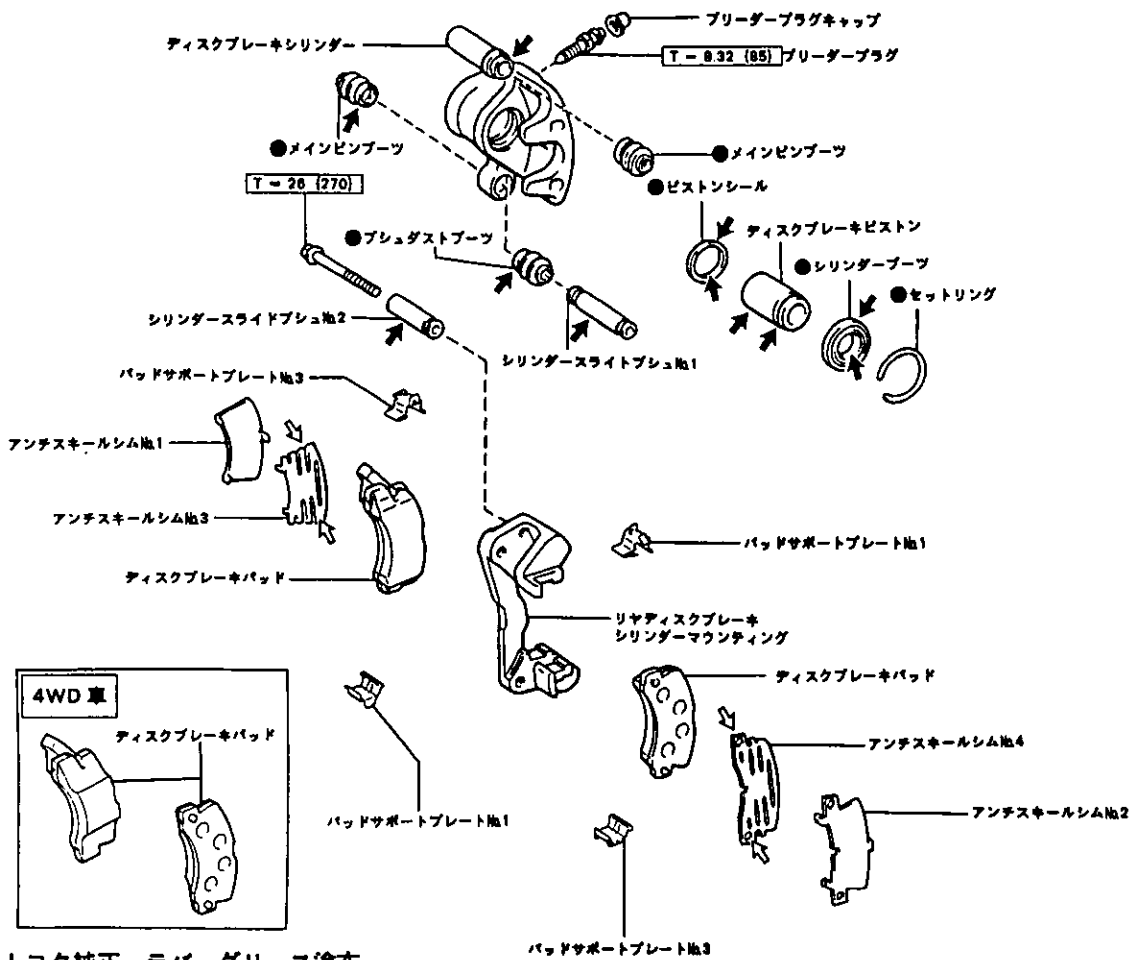 ブリーダープラグキャップ
ディスクブレーキシリンダー
T = 8.32 {85} ブリーダープラグ
●メインピンブーツ
●メインピンブーツ
T = 26 {270}
●ピストンシール
●ブシュダストブーツ
ディスクブレーキピストン
●シリンダーブーツ
●セットリング
シリンダースライドブシュ№2
シリンダースライトブシュ№1
パッドサポートプレート№3
アンチスキールシム№1
アンチスキールシム№3
パッドサポートプレート№1
ディスクブレーキパッド
リヤディスクブレーキ
シリンダーマウンティング
ディスクブレーキパッド
4WD 車
ディスクブレーキパッド
アンチスキールシム№4
アンチスキールシム№2
パッドサポートプレート№1
パッドサポートプレート№3